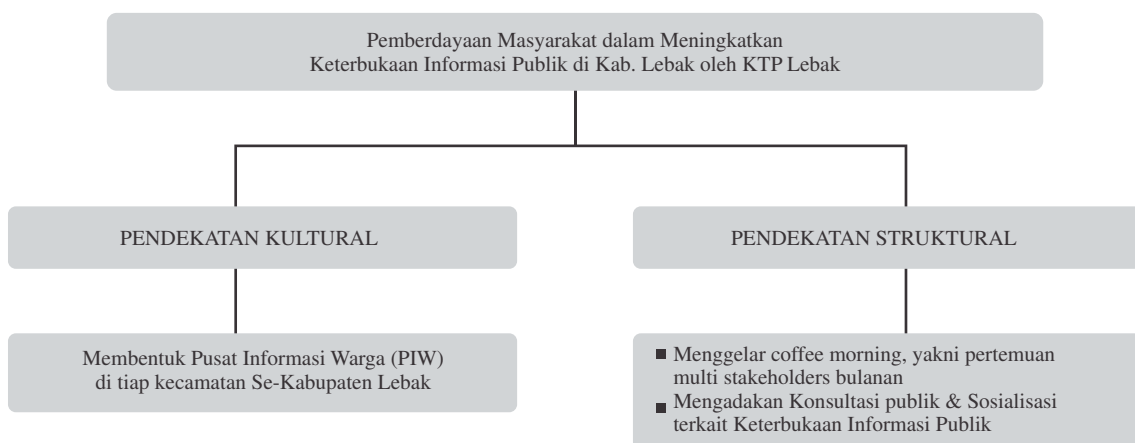 Pemberdayaan Masyarakat dalam Meningkatkan
Keterbukaan Informasi Publik di Kab. Lebak oleh KTP Lebak
PENDEKATAN KULTURAL
PENDEKATAN STRUKTURAL
Membentuk Pusat Informasi Warga (PIW)
di tiap kecamatan Se-Kabupaten Lebak
■ Menggelar coffee morning, yakni pertemuan
multi stakeholders bulanan
■ Mengadakan Konsultasi publik & Sosialisasi
terkait Keterbukaan Informasi Publik